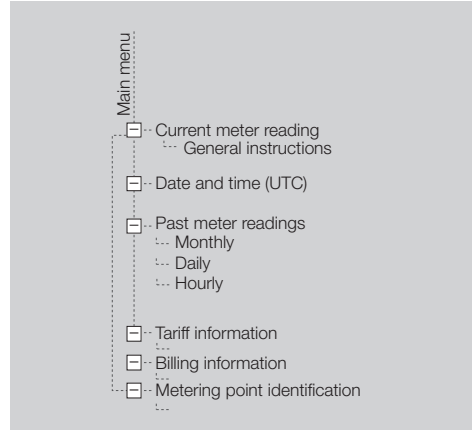 Main menu
Current meter reading
General instructions
Date and time (UTC)
Past meter readings
Monthly
Daily
Hourly
Tariff information
Billing information
Metering point identification